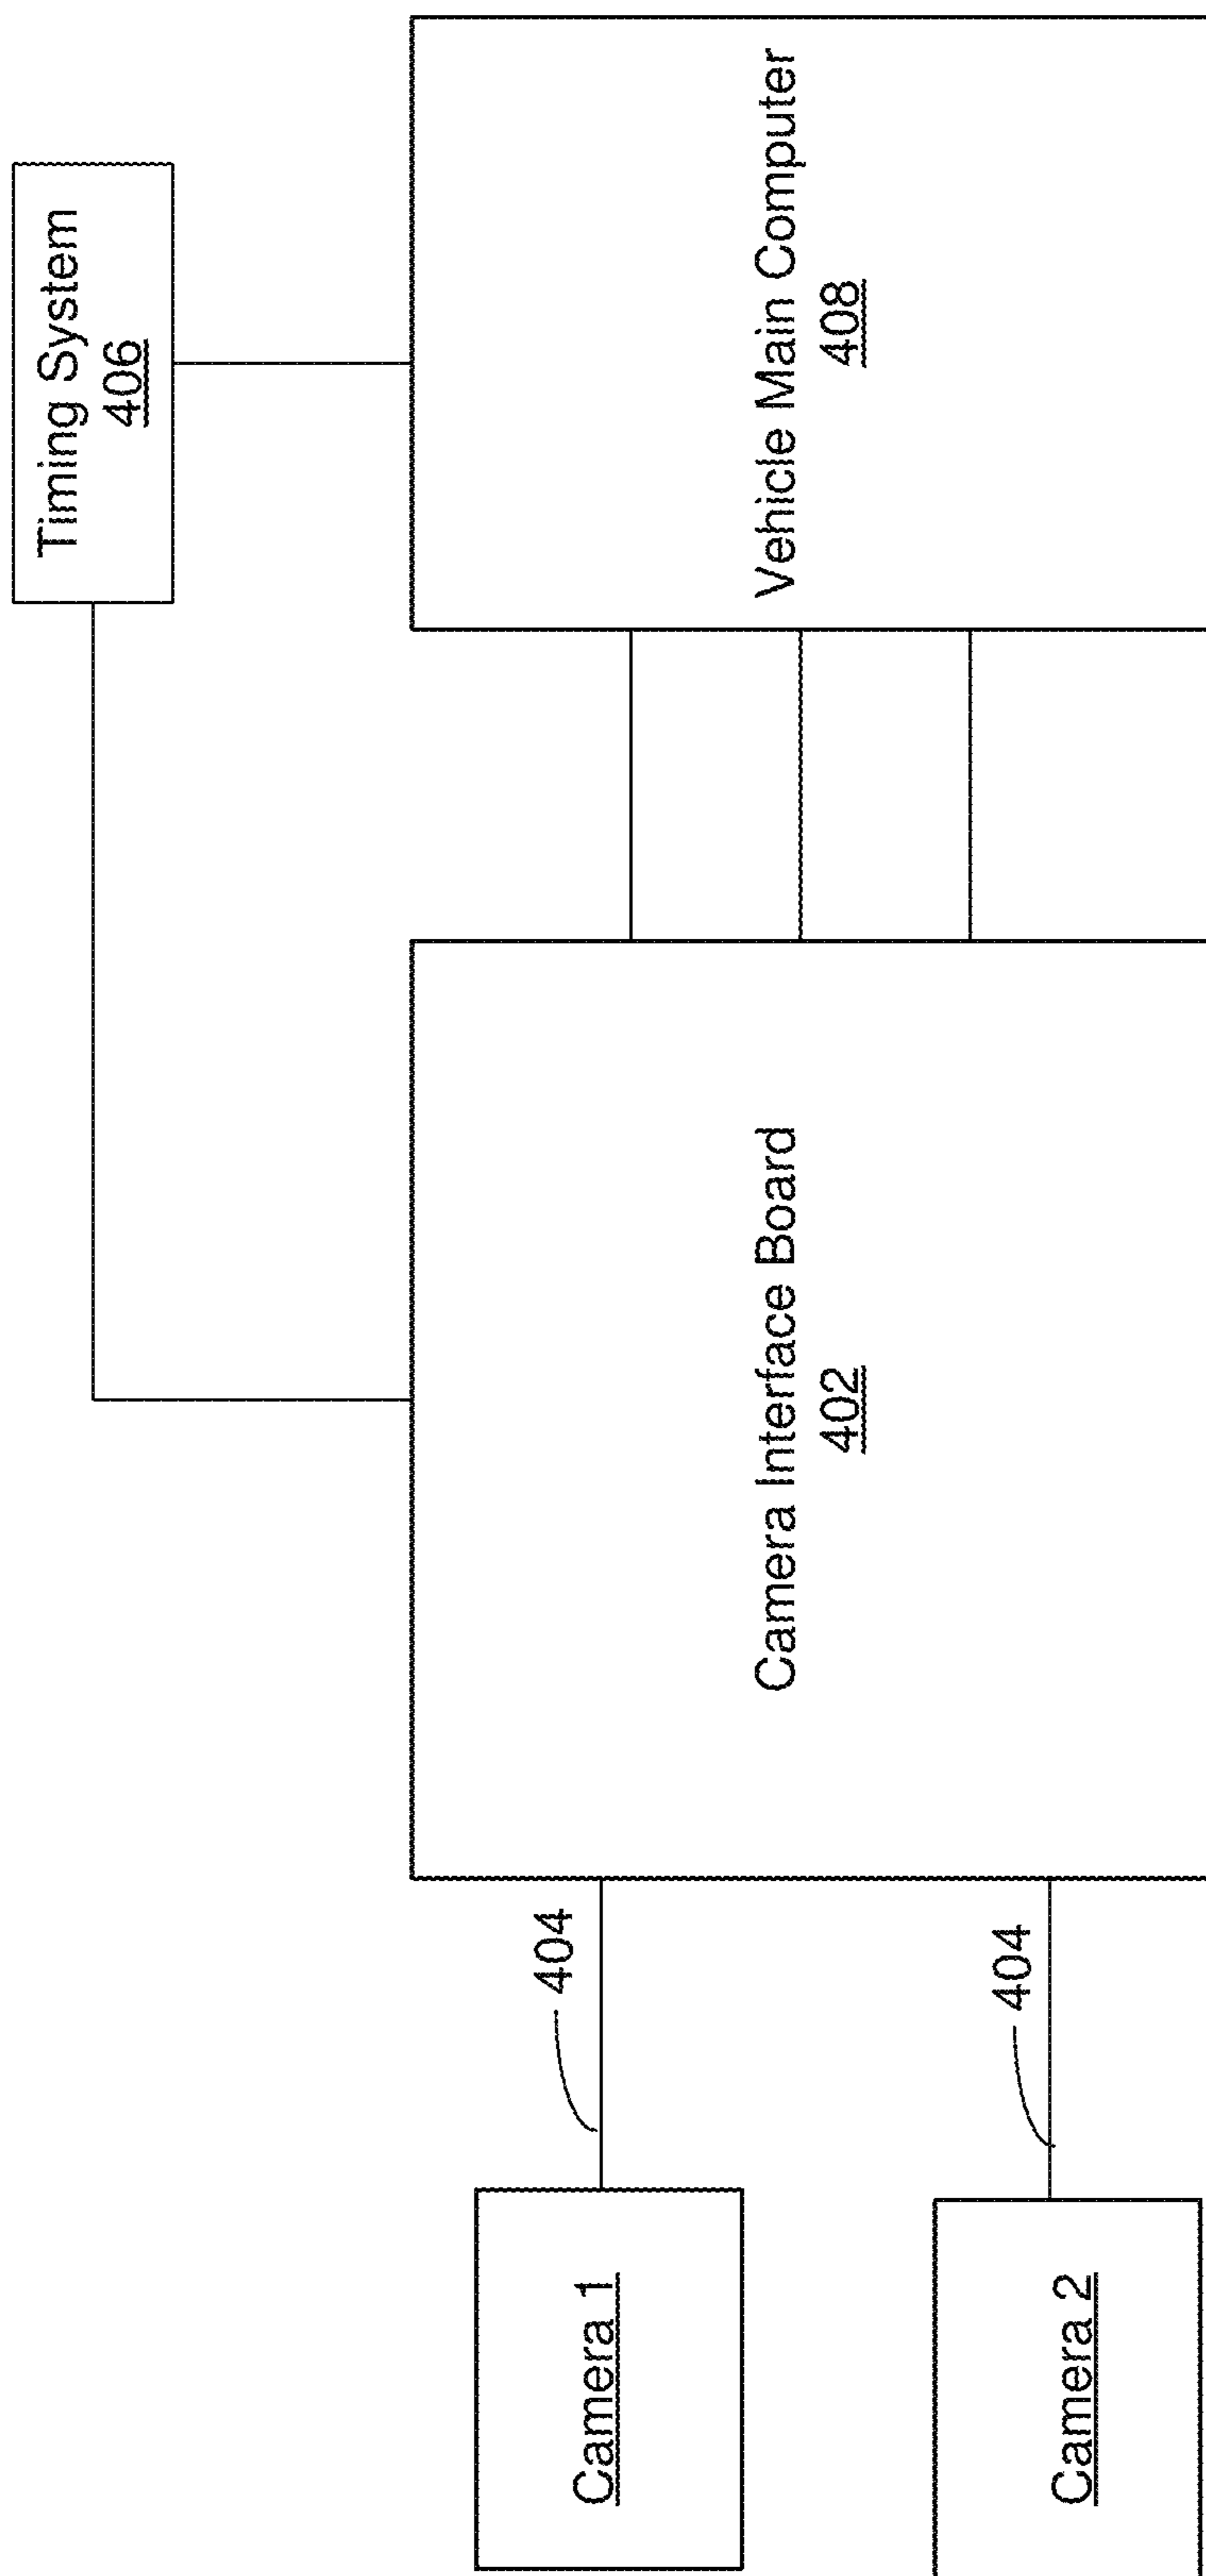 Timing System
406
Vehicle Main Computer
408
Camera Interface Board
402
404
404
Camera 1
Camera 2